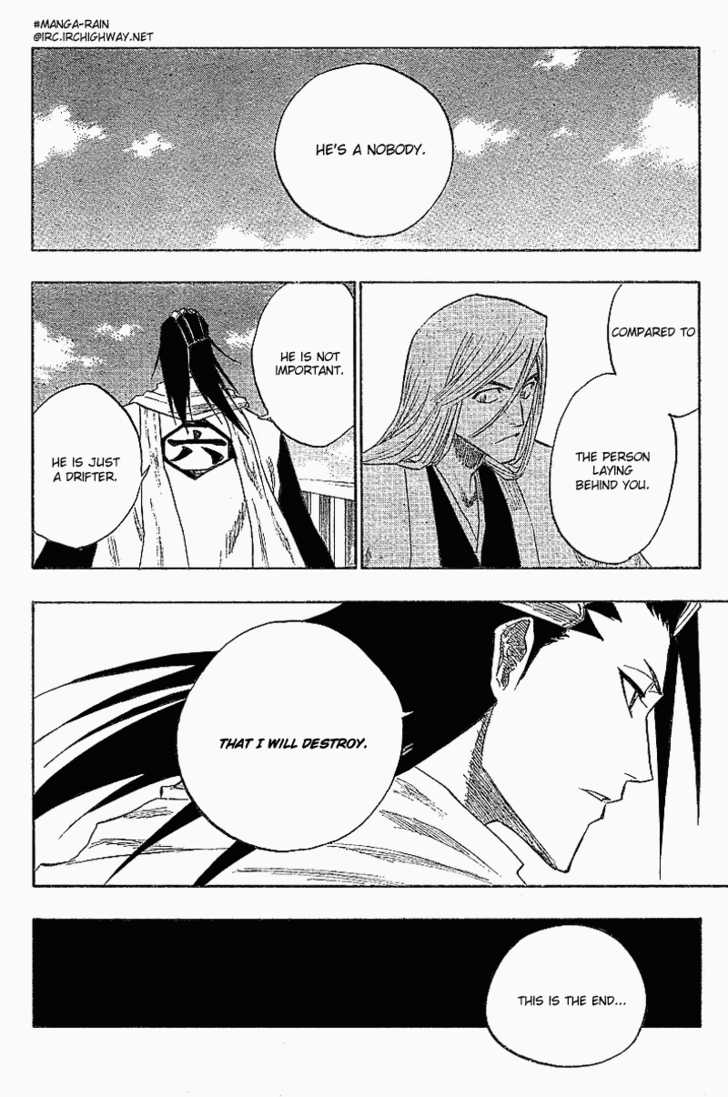 #MANGA-RAIN
@IRC.IRCHIGHWAY.NET
HE'S A NOBODY.
HE IS NOT
IMPORTANT.
六
HE IS JUST
A DRIFTER.
COMPARED TO
THE PERSON
LAYING
BEHIND YOU.
THAT I WILL DESTROY.
THIS IS THE END...